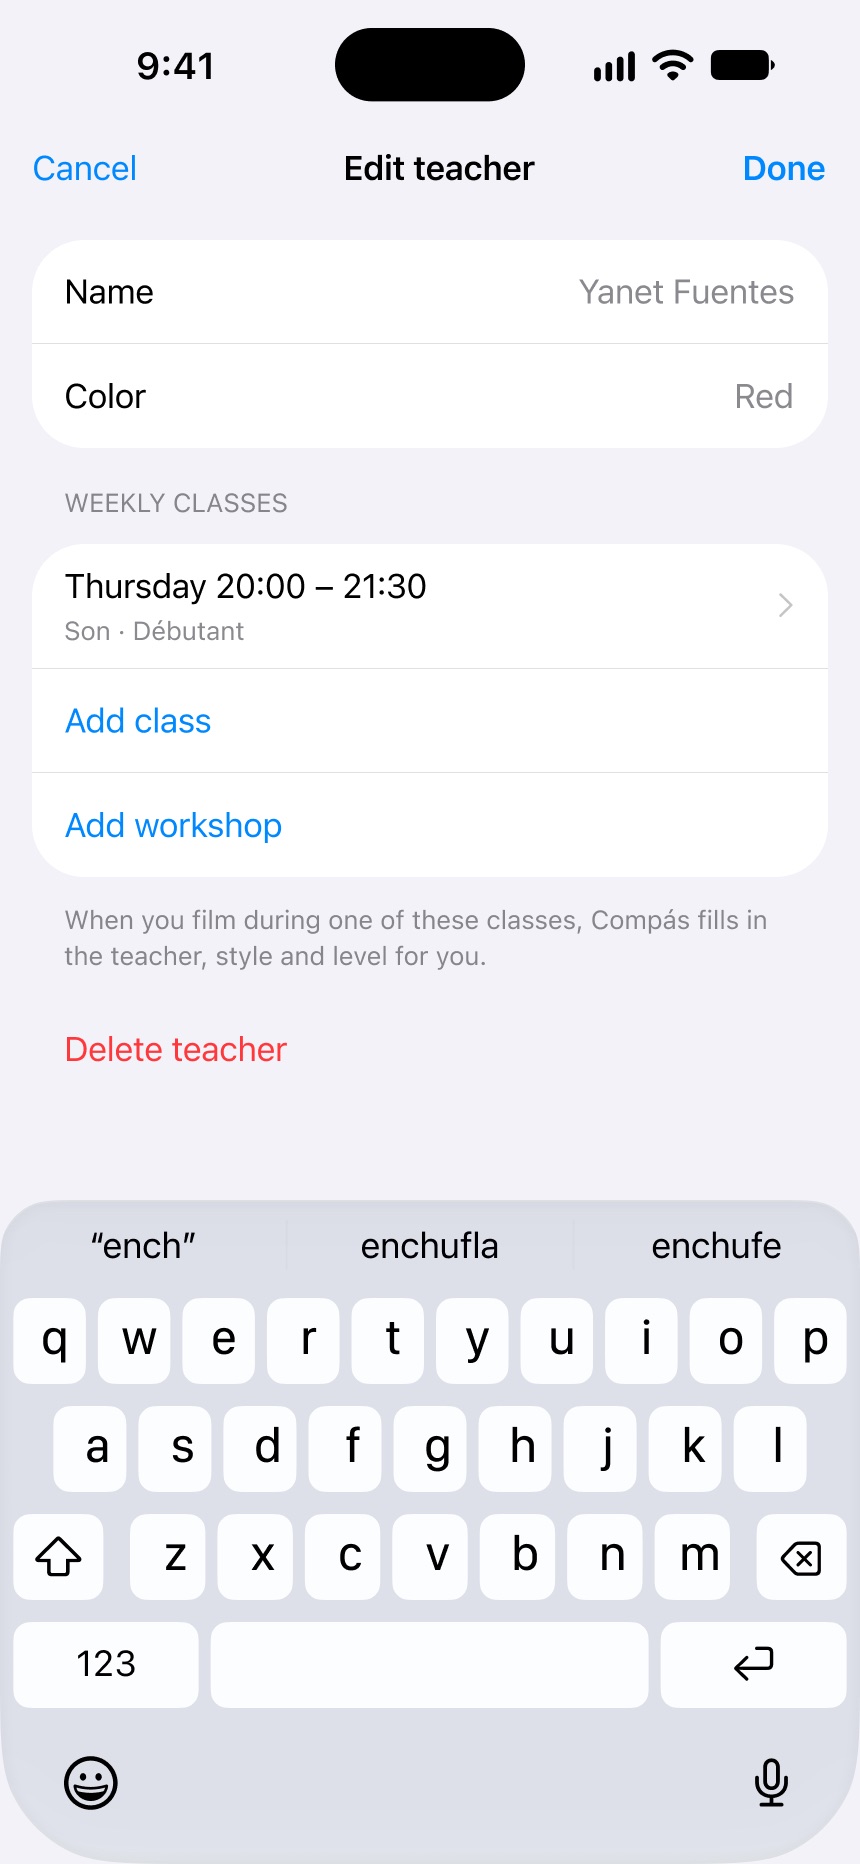 9:41
Cancel
Edit teacher
Done
Name
Yanet Fuentes
Color
Red
WEEKLY CLASSES
Thursday 20:00 – 21:30
Son · Débutant
Add class
Add workshop
When you film during one of these classes, Compás fills in
the teacher, style and level for you.
Delete teacher
“ench”
enchufla
enchufe
q w e r t y u i o p
a s d f g h j k l
z x c v b n m
123